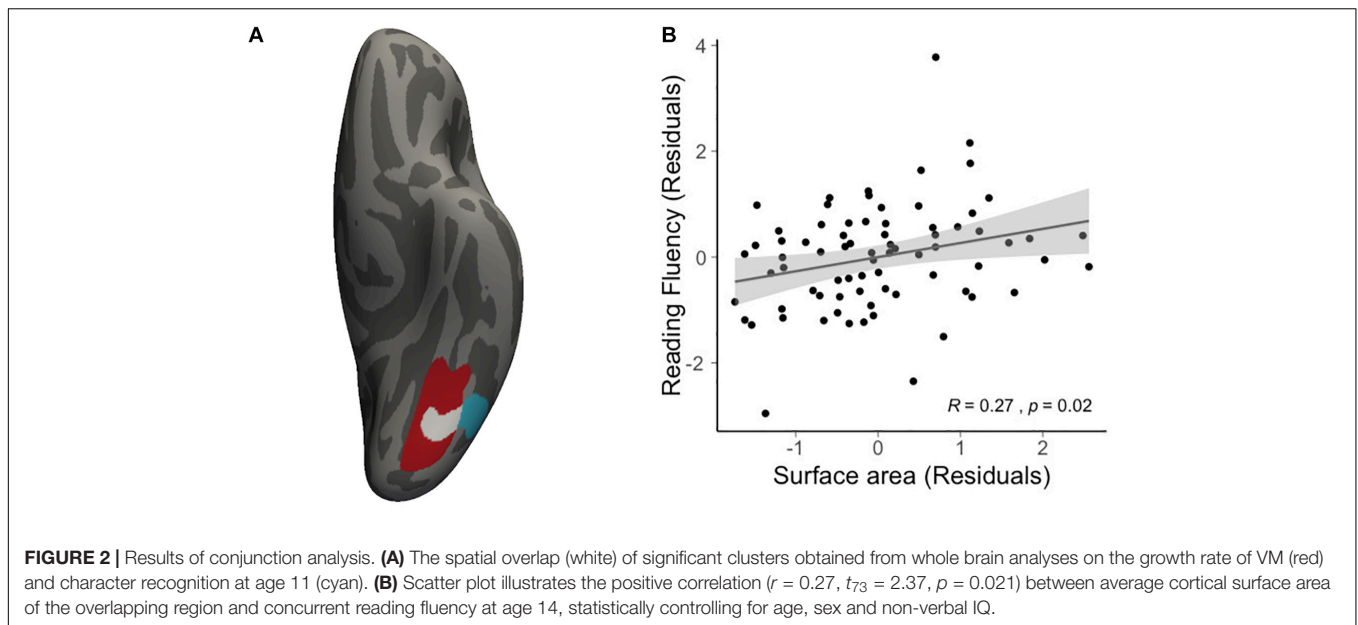 A
B
Reading Fluency (Residuals)
4
2
0
-2
R = 0.27 , p = 0.02
-1
0
1
2
Surface area (Residuals)
FIGURE 2 | Results of conjunction analysis. (A) The spatial overlap (white) of significant clusters obtained from whole brain analyses on the growth rate of VM (red)
and character recognition at age 11 (cyan). (B) Scatter plot illustrates the positive correlation (r = 0.27, t73 = 2.37, p = 0.021) between average cortical surface area
of the overlapping region and concurrent reading fluency at age 14, statistically controlling for age, sex and non-verbal IQ.